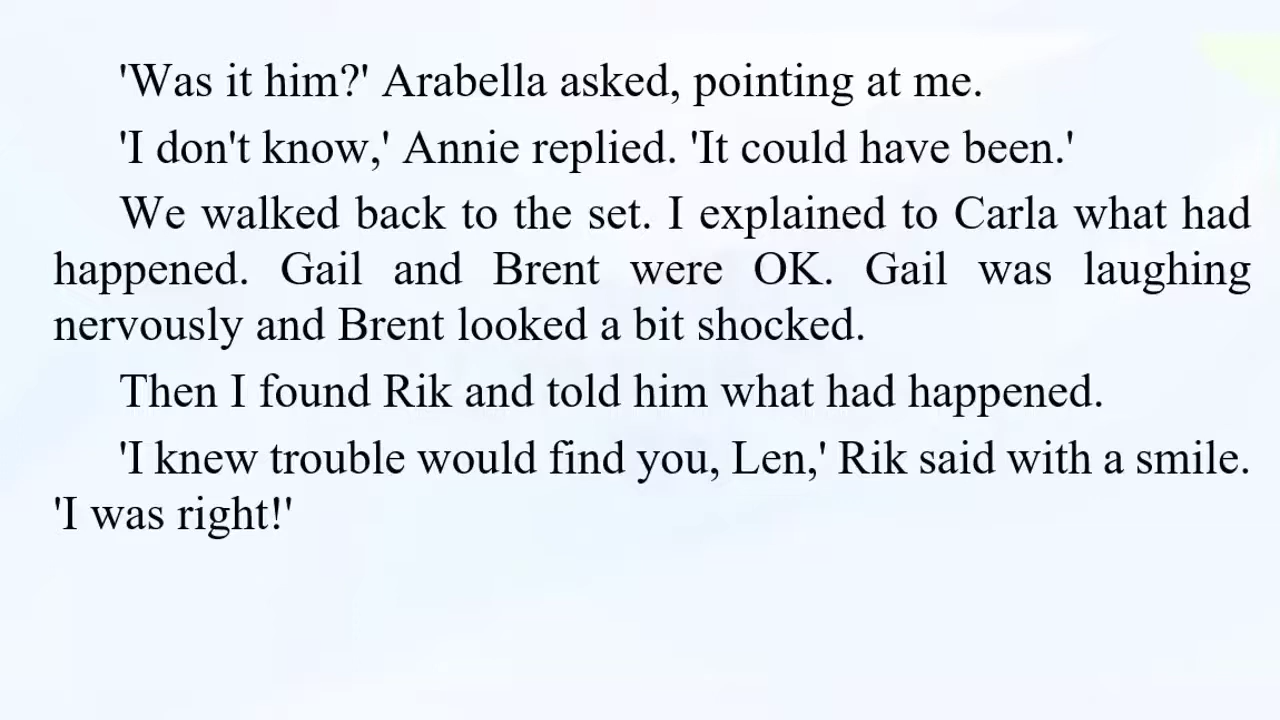 'Was it him?' Arabella asked, pointing at me.
'I don't know,' Annie replied. 'It could have been.'
We walked back to the set. I explained to Carla what had
happened. Gail and Brent were OK. Gail was laughing
nervously and Brent looked a bit shocked.
Then I found Rik and told him what had happened.
'I knew trouble would find you, Len,' Rik said with a smile.
'I was right!'